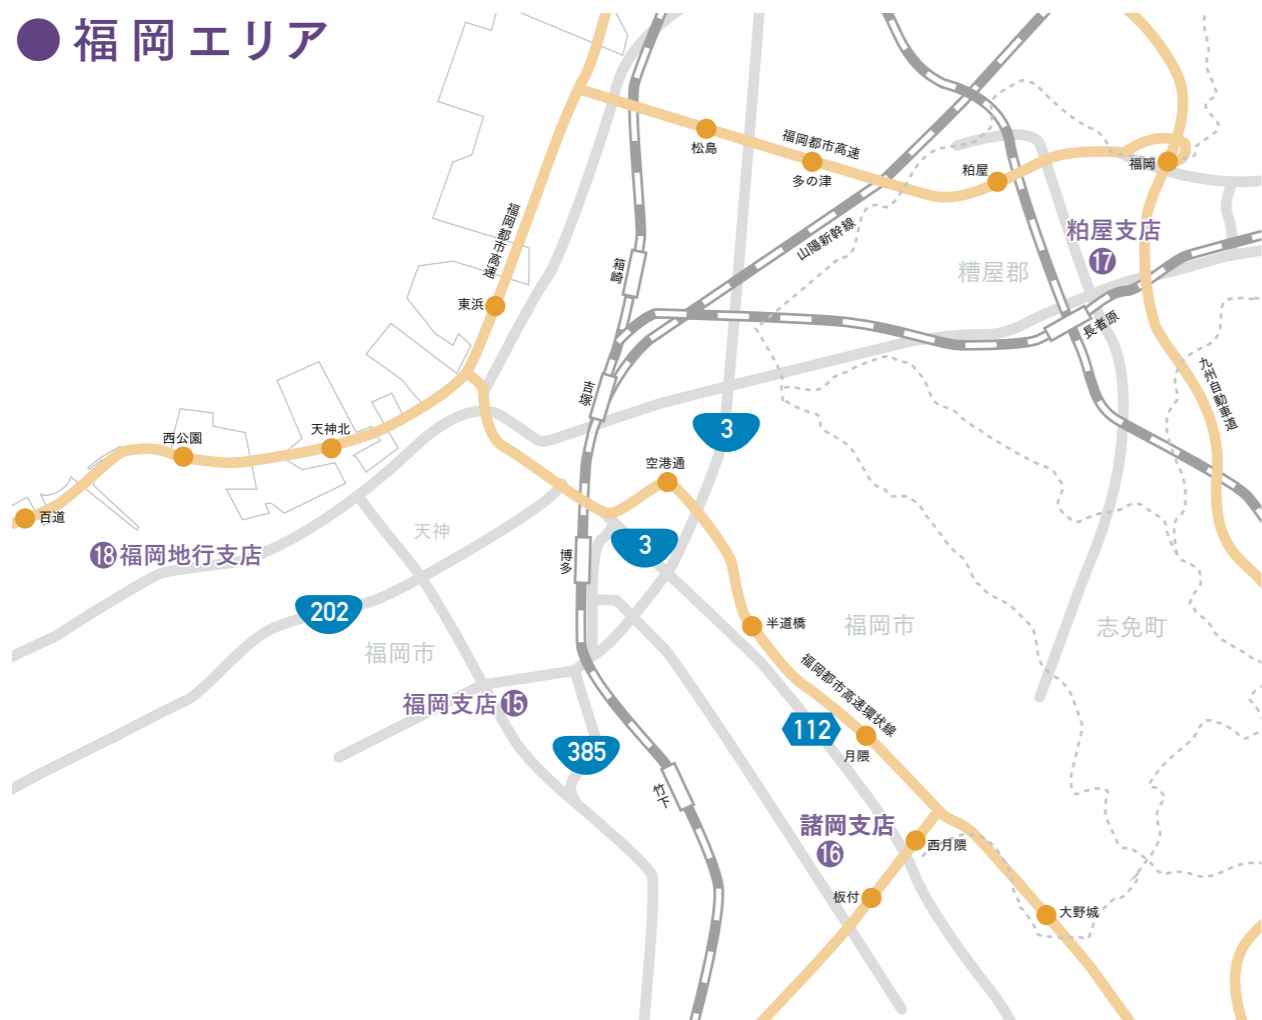 ●福岡エリア
松島
福岡都市高速
多の津
粕屋
福岡
福岡都市高速
粕屋支店
⑰
山陽新幹線
箱崎
糟屋郡
東浜
長者原
九州自動車道
吉塚
3
天神北
西公園
空港通
百道
天神
3
⑱福岡地行支店
博多
202
半道橋
福岡市
志免町
福岡市
福岡都市高速環状線
福岡支店⑮
112
385
月隈
竹下
諸岡支店
⑯
西月隈
板付
大野城